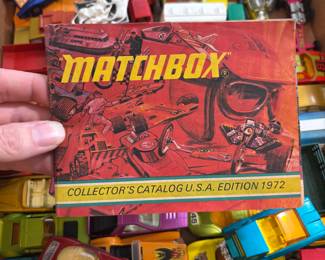 MATCHBOX
COLLECTOR'S CATALOG U.S.A. EDITION 1972